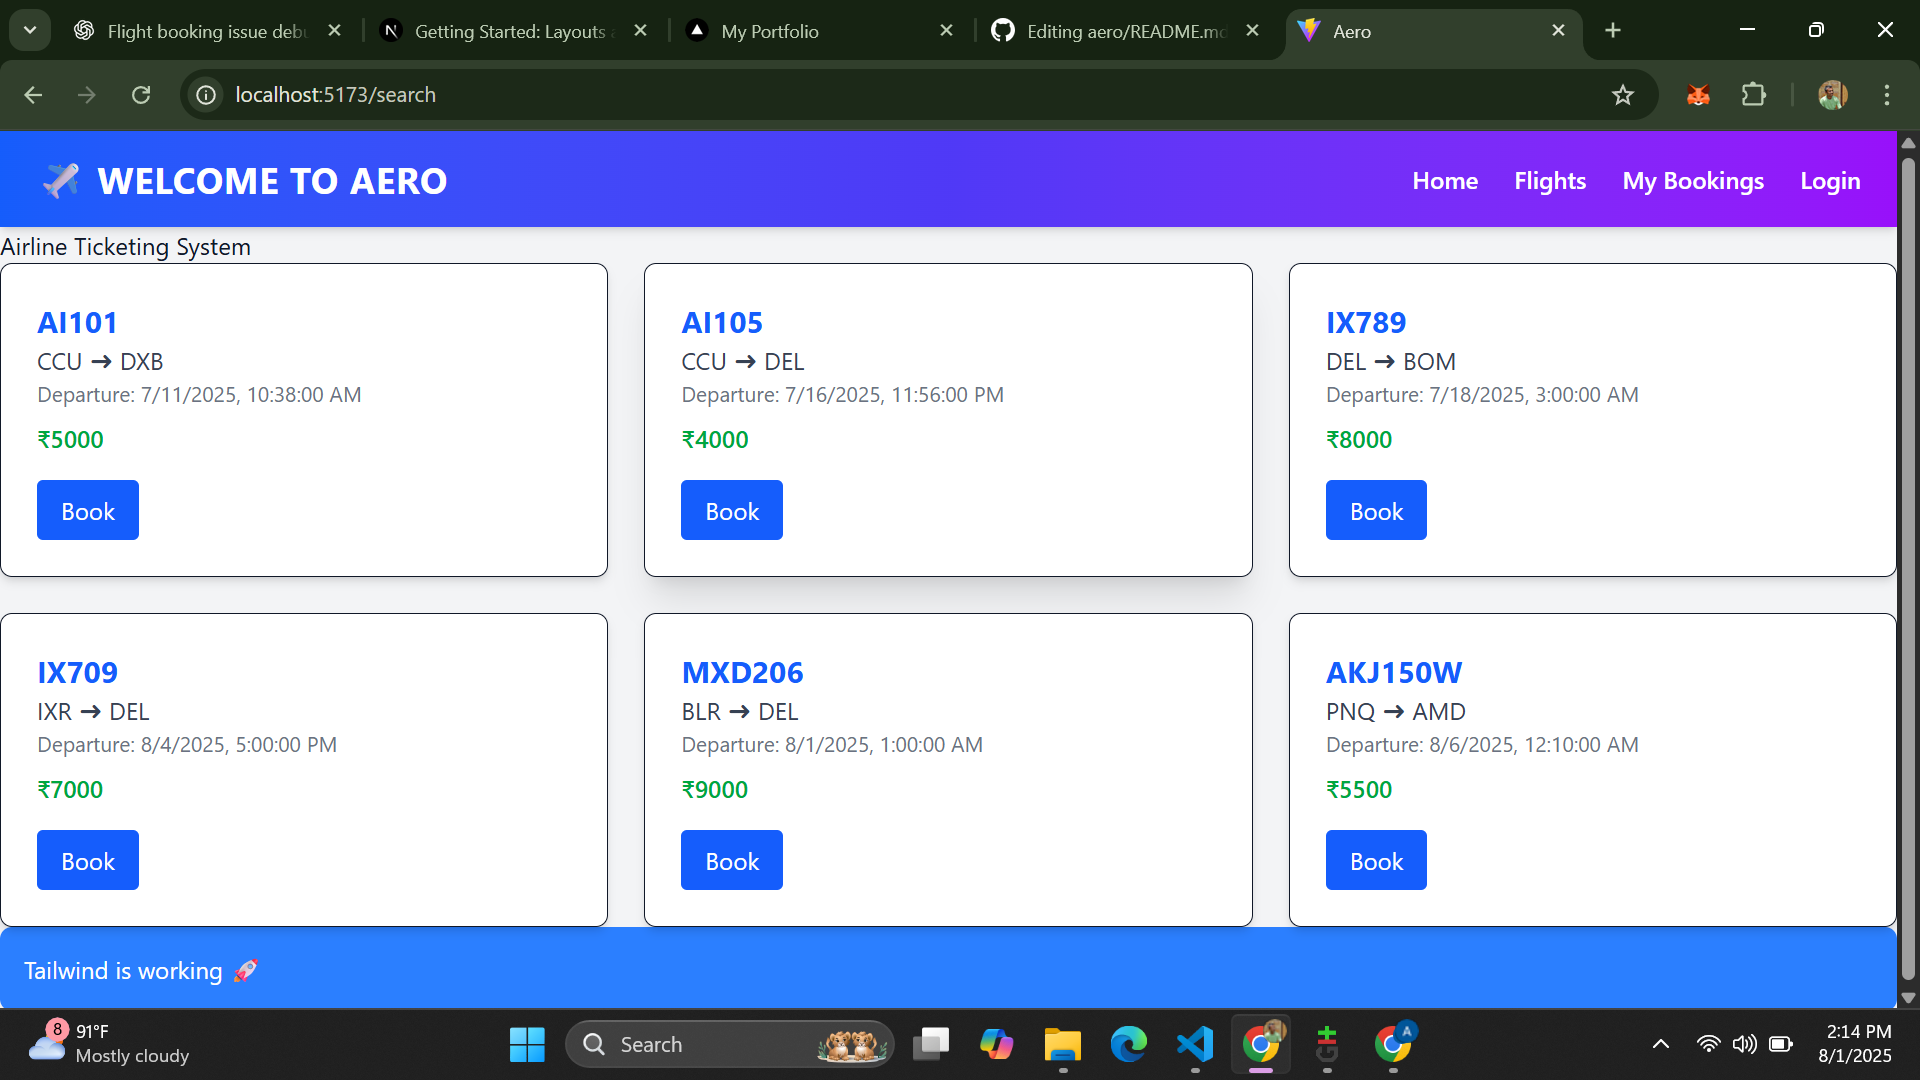 Flight booking issue debu
Getting Started: Layouts a
My Portfolio
Editing aero/README.md
Aero
localhost:5173/search
WELCOME TO AERO
Home
Flights
My Bookings
Login
Airline Ticketing System
AI101
CCU → DXB
Departure: 7/11/2025, 10:38:00 AM
₹5000
Book
AI105
CCU → DEL
Departure: 7/16/2025, 11:56:00 PM
₹4000
Book
IX789
DEL → BOM
Departure: 7/18/2025, 3:00:00 AM
₹8000
Book
IX709
IXR → DEL
Departure: 8/4/2025, 5:00:00 PM
₹7000
Book
MXD206
BLR → DEL
Departure: 8/1/2025, 1:00:00 AM
₹9000
Book
AKJ150W
PNQ → AMD
Departure: 8/6/2025, 12:10:00 AM
₹5500
Book
Tailwind is working 🚀
8
91°F
Mostly cloudy
Search
A
2:14 PM
8/1/2025